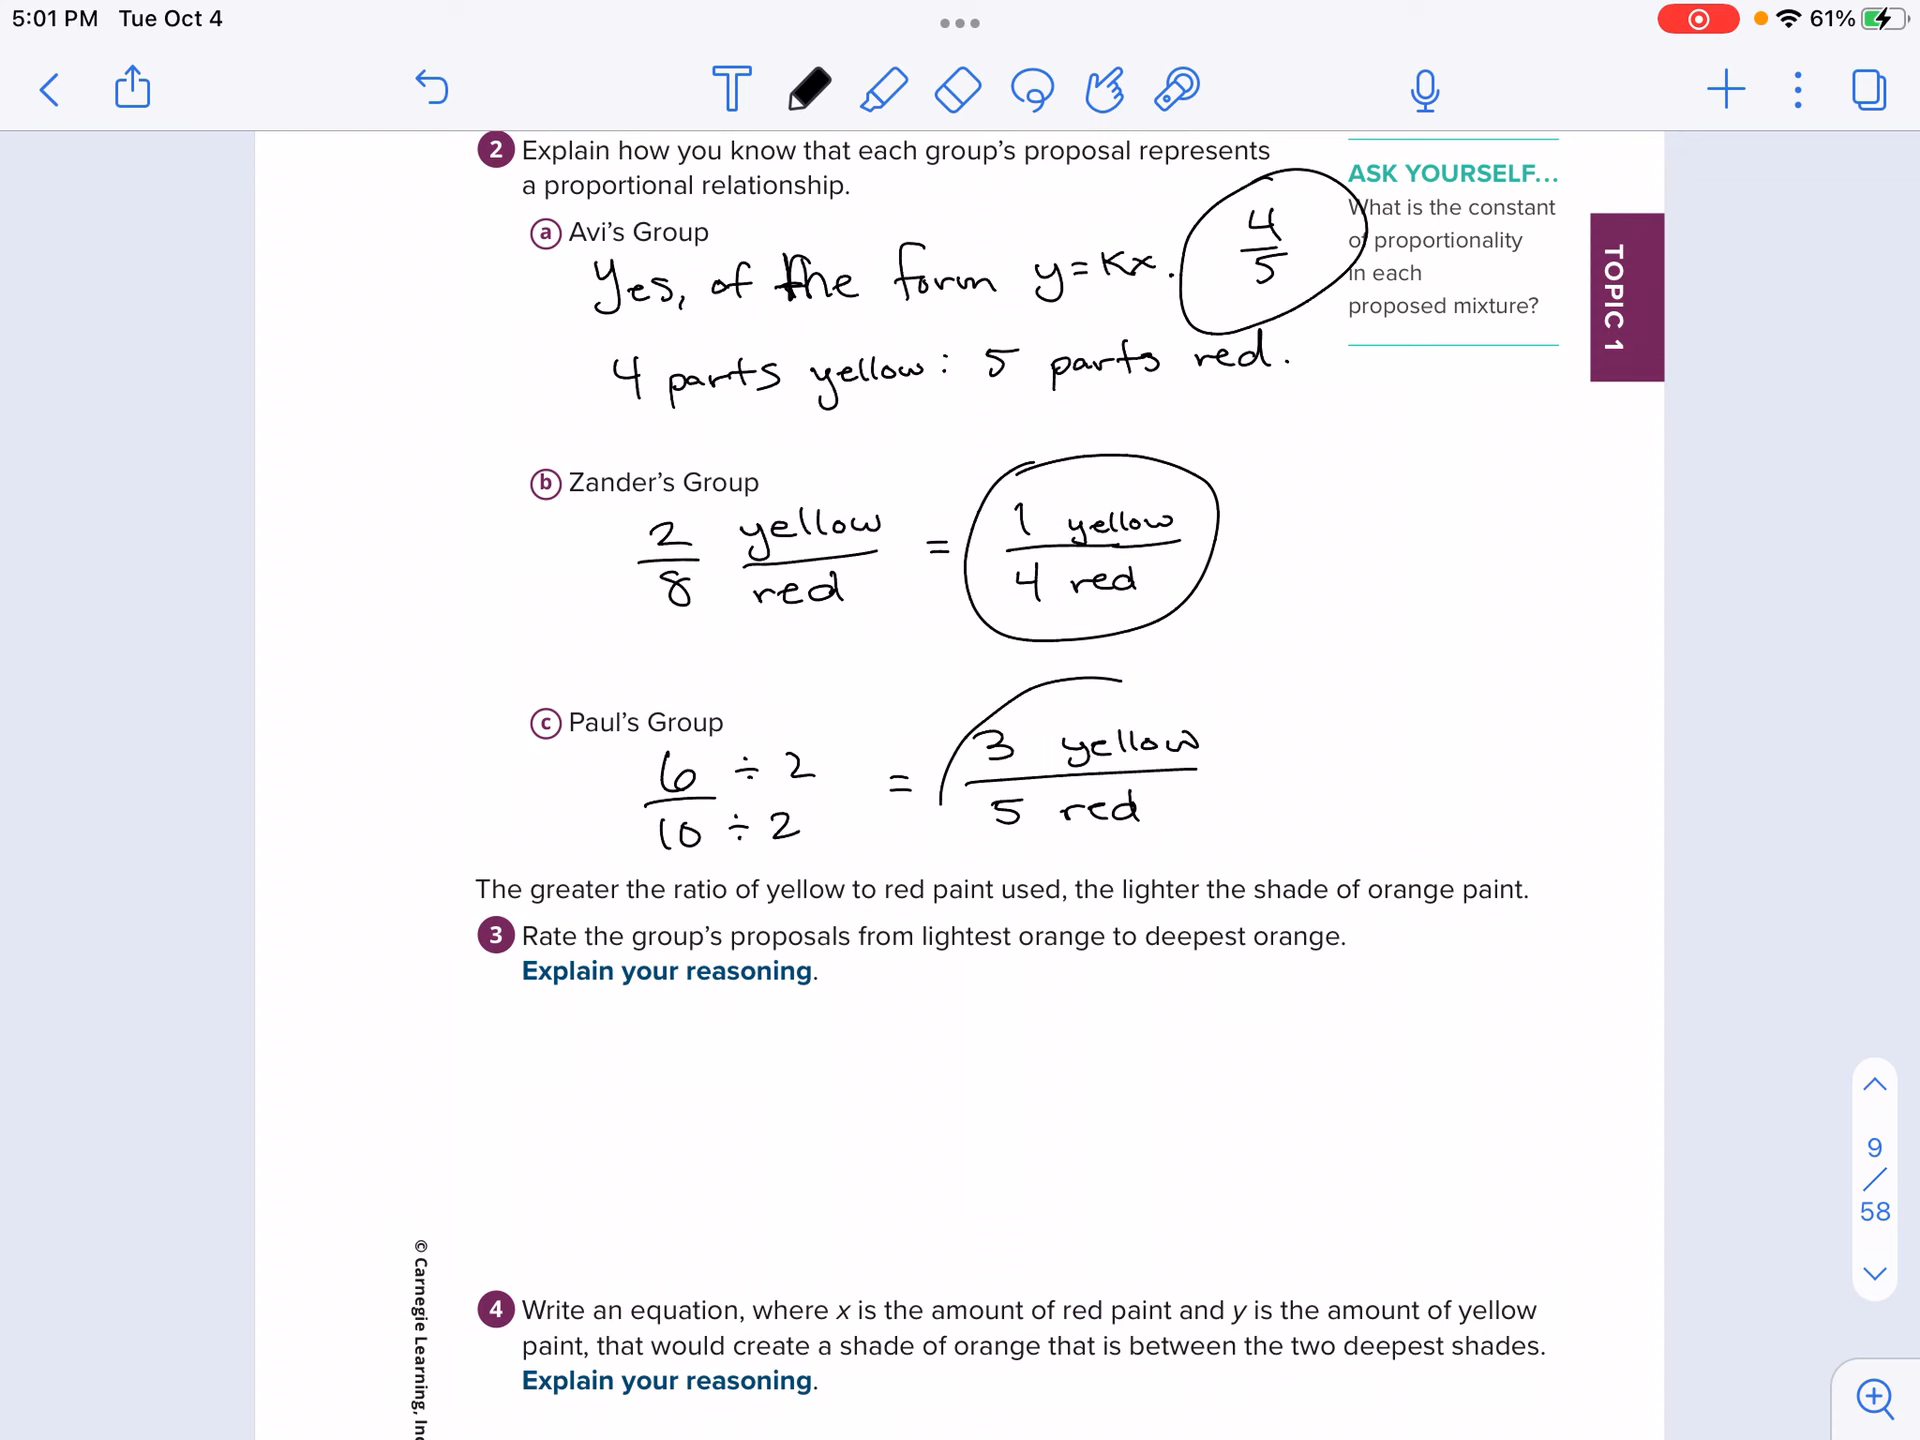 5:01 PM Tue Oct 4
61%
2 Explain how you know that each group's proposal represents
a proportional relationship.
ASK YOURSELF...
What is the constant
of proportionality
in each
proposed mixture?
TOPIC 1
a Avi's Group
Yes, of the form y=kx.
4
5
4 parts yellow: 5 parts red.
b Zander's Group
2 yellow = 1 yellow
8 red 4 red
c Paul's Group
6 ÷ 2 = 3 yellow
10 ÷ 2 5 red
The greater the ratio of yellow to red paint used, the lighter the shade of orange paint.
3 Rate the group's proposals from lightest orange to deepest orange.
Explain your reasoning.
4 Write an equation, where x is the amount of red paint and y is the amount of yellow
paint, that would create a shade of orange that is between the two deepest shades.
Explain your reasoning.
© Carnegie Learning, Inc
9
/
58